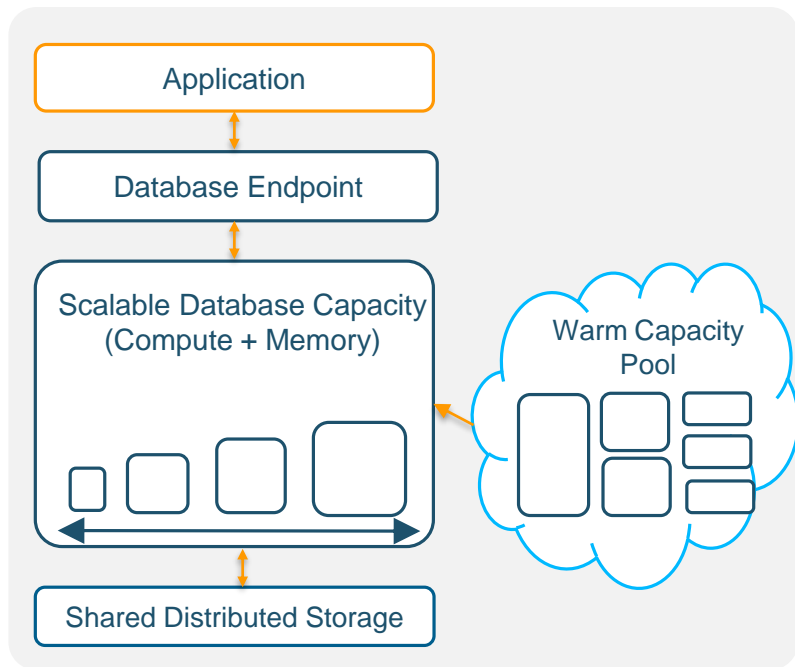 Application
Database Endpoint
Scalable Database Capacity
(Compute + Memory)
Warm Capacity
Pool
Shared Distributed Storage